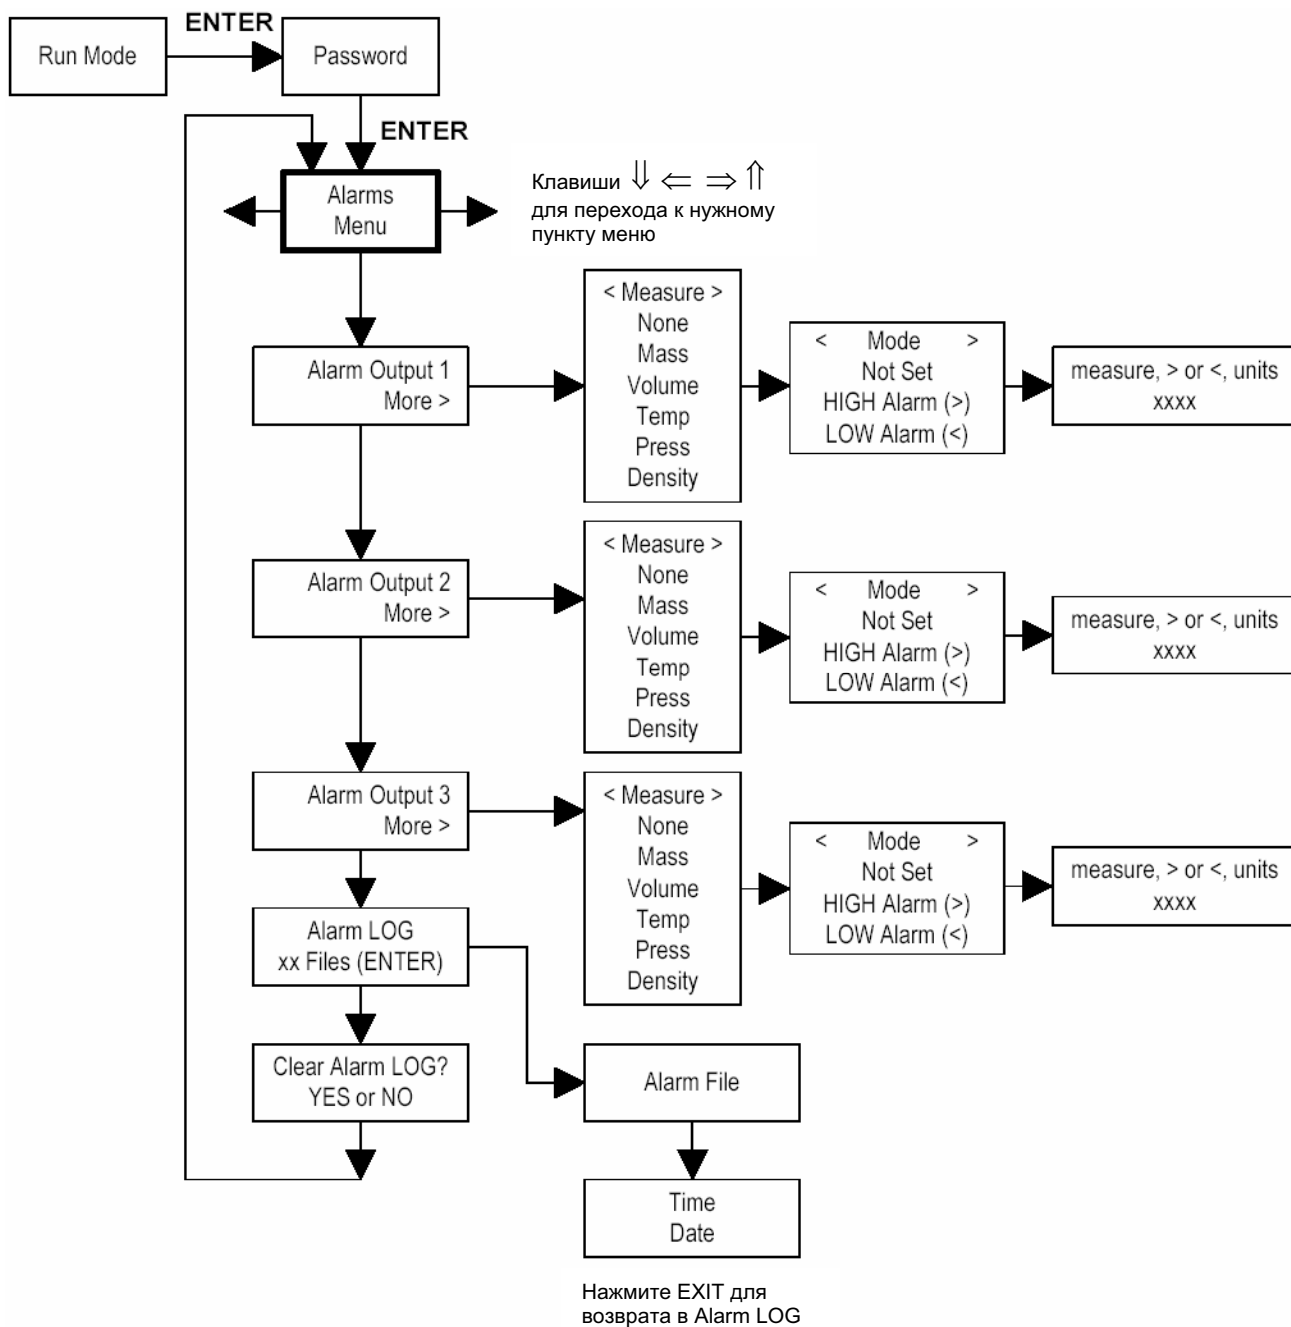 ENTER
Run Mode
Password
ENTER
Alarms
Menu
Клавиши ⇓ ⇐ ⇒ ⇑
для перехода к нужному
пункту меню
Alarm Output 1
More >
< Measure >
None
Mass
Volume
Temp
Press
Density
< Mode >
Not Set
HIGH Alarm (>)
LOW Alarm (<)
measure, > or <, units
xxxx
Alarm Output 2
More >
< Measure >
None
Mass
Volume
Temp
Press
Density
< Mode >
Not Set
HIGH Alarm (>)
LOW Alarm (<)
measure, > or <, units
xxxx
Alarm Output 3
More >
< Measure >
None
Mass
Volume
Temp
Press
Density
< Mode >
Not Set
HIGH Alarm (>)
LOW Alarm (<)
measure, > or <, units
xxxx
Alarm LOG
xx Files (ENTER)
Clear Alarm LOG?
YES or NO
Alarm File
Time
Date
Нажмите EXIT для
возврата в Alarm LOG